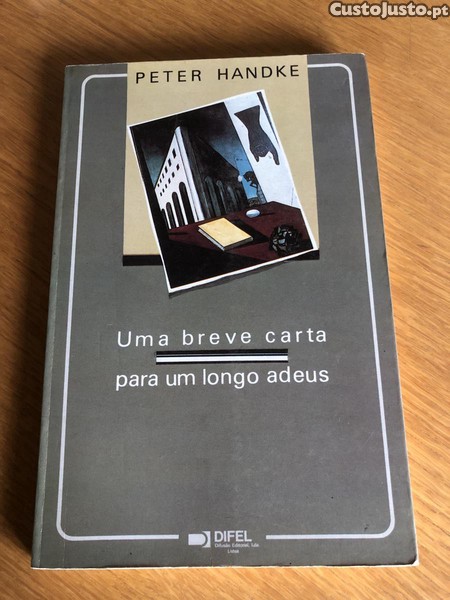 CustoJusto.pt
PETER HANDKE
Uma breve carta
para um longo adeus
DIFEL
Difusão Editorial, Lda.
Lisboa